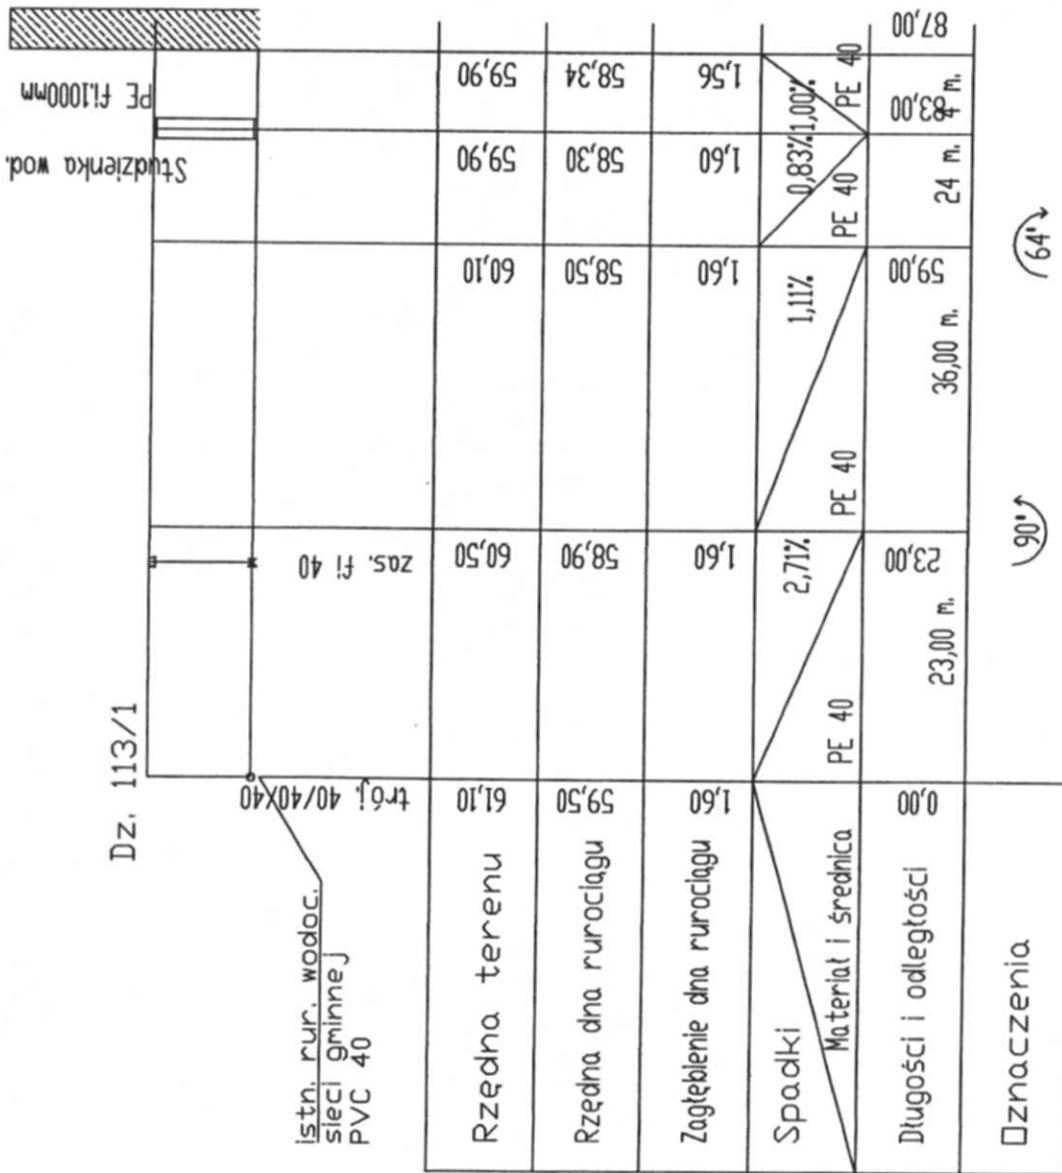 Dz. 113/1
PE fi.1000mm
Studzienka wod.
istn. rur. wodoc.
sieci gminnej
PVC 40
trój. 40/40/40
zas. fi 40
Rzędna terenu
61,10
60,50
60,10
59,90
59,90
Rzędna dna rurociągu
59,50
58,90
58,50
58,30
58,34
Zagłębienie dna rurociągu
1,60
1,60
1,60
1,60
1,56
Spadki
2,71%
1,11%
0,83%
1,00%
Materiał i średnica
PE 40
PE 40
PE 40
PE 40
Długości i odległości
0,00
23,00
59,00
83,00
87,00
23,00 m.
36,00 m.
24 m.
4 m.
Oznaczenia
90°
64°